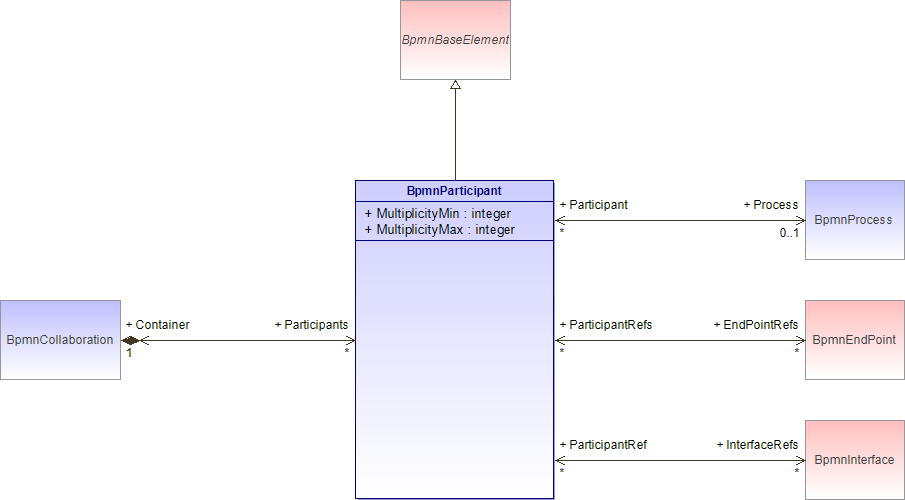 BpmnBaseElement
BpmnParticipant
+ MultiplicityMin : integer
+ MultiplicityMax : integer
+ Participant
*
+ Process
0..1
BpmnProcess
BpmnCollaboration
+ Container
1
+ Participants
*
+ ParticipantRefs
*
+ EndPointRefs
*
BpmnEndPoint
+ ParticipantRef
*
+ InterfaceRefs
*
BpmnInterface